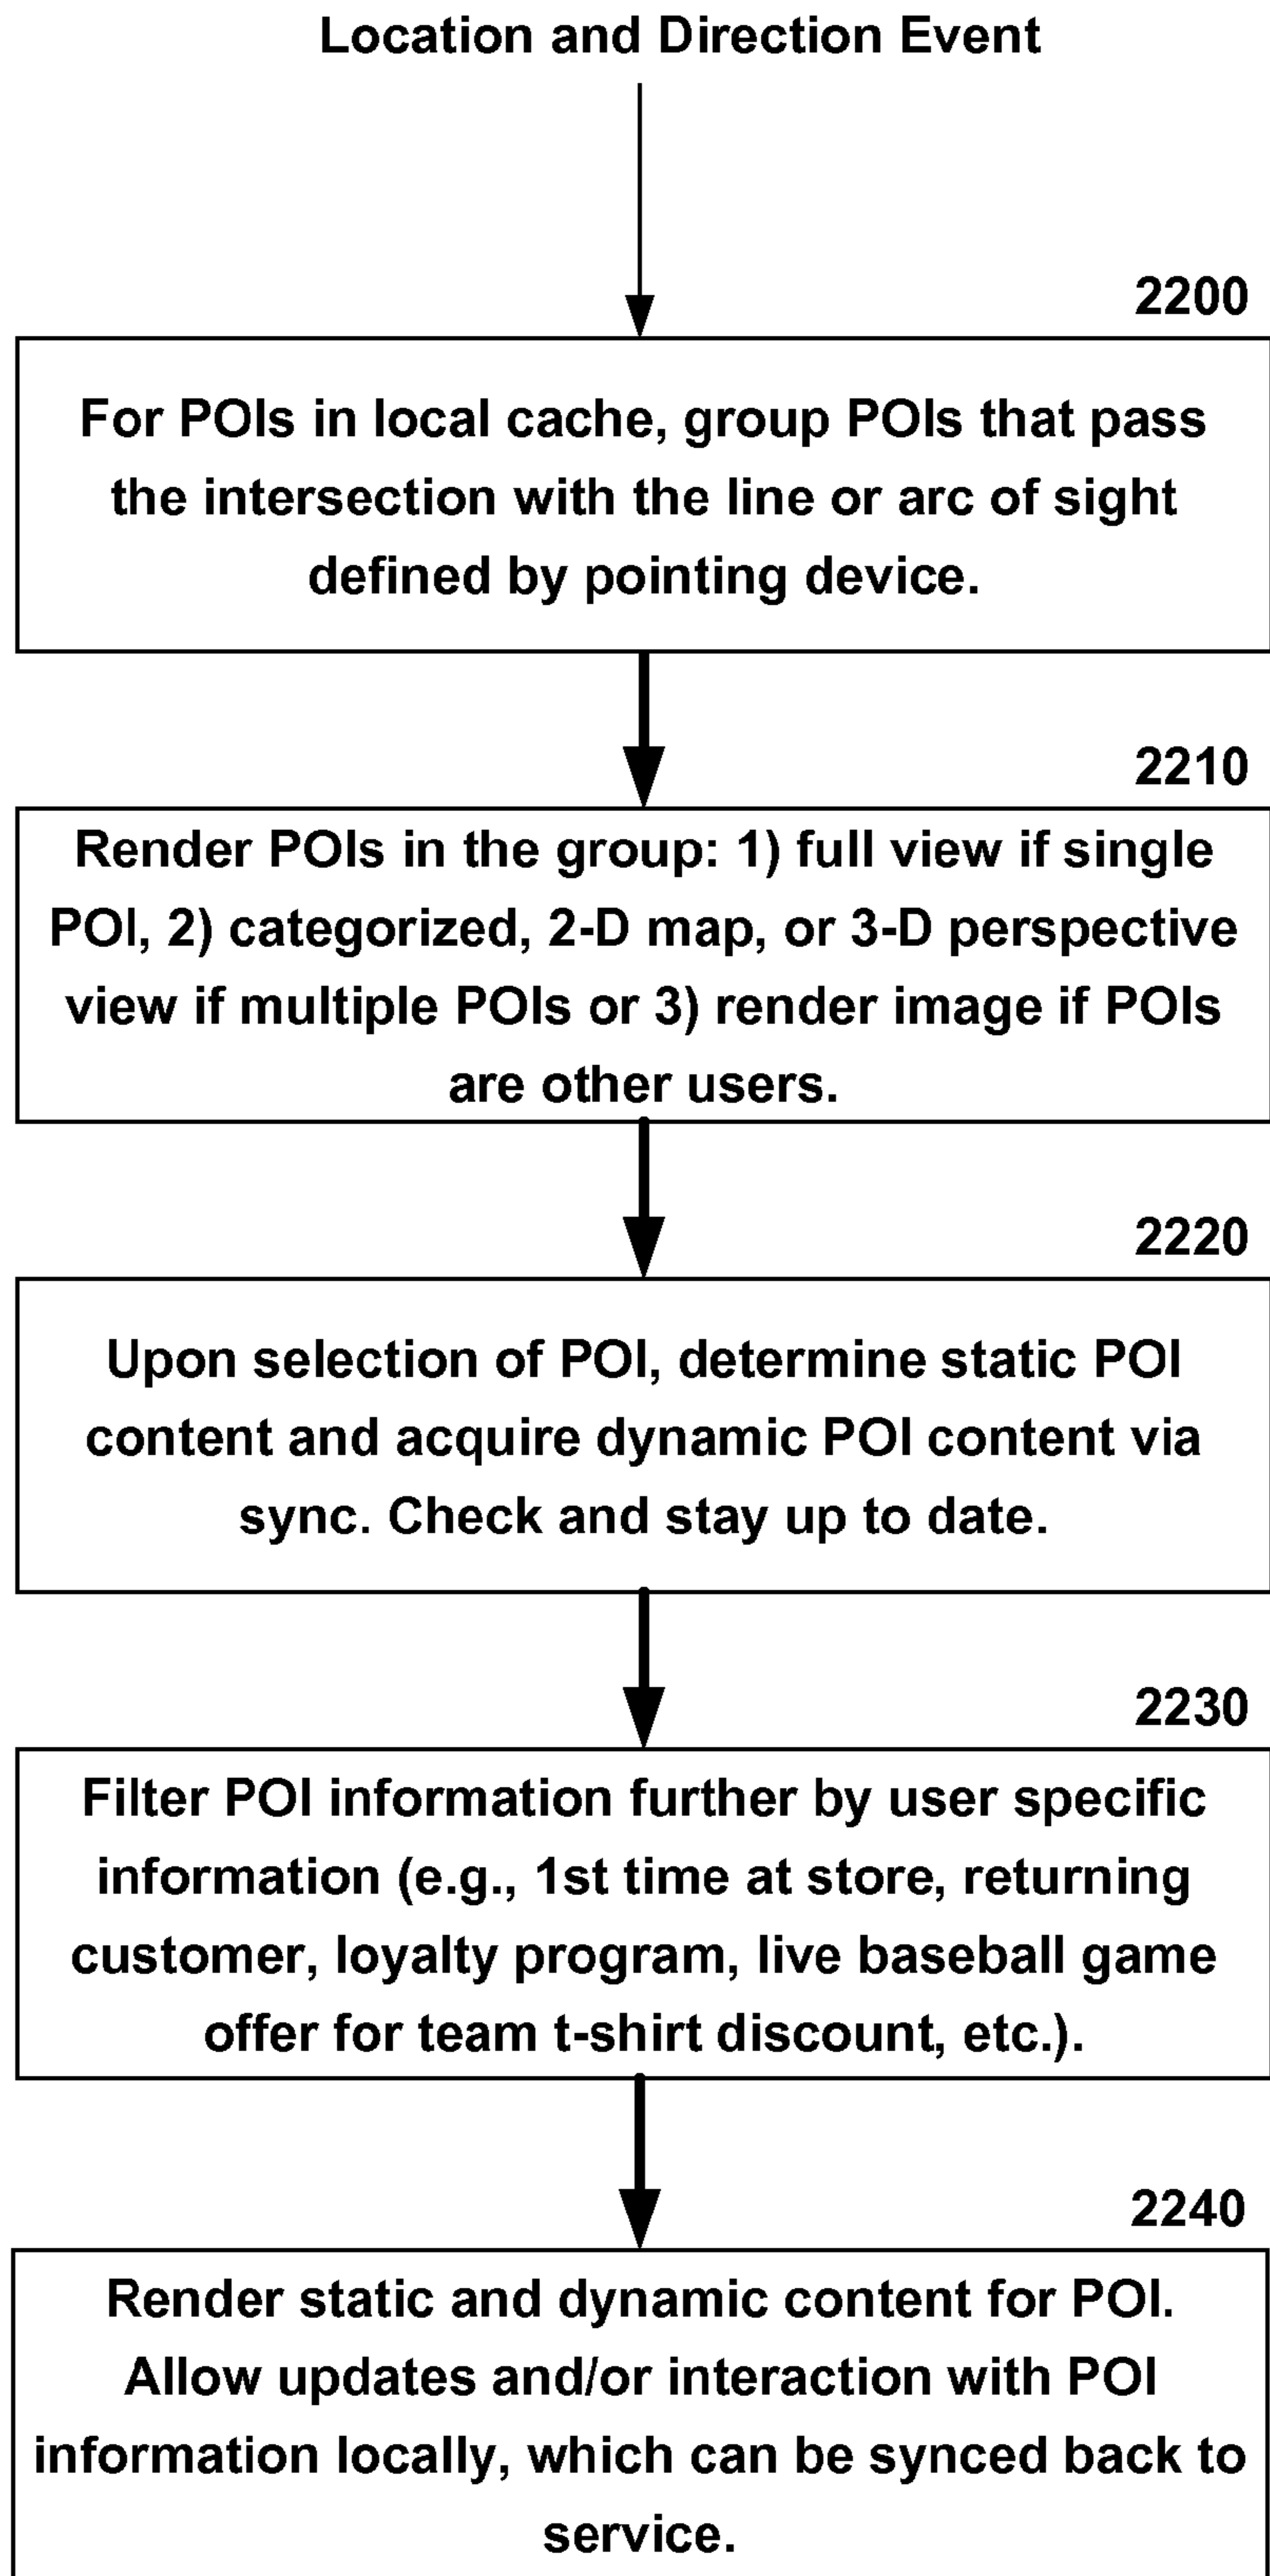 Location and Direction Event
2200
For POIs in local cache, group POIs that pass
the intersection with the line or arc of sight
defined by pointing device.
2210
Render POIs in the group: 1) full view if single
POI, 2) categorized, 2-D map, or 3-D perspective
view if multiple POIs or 3) render image if POIs
are other users.
2220
Upon selection of POI, determine static POI
content and acquire dynamic POI content via
sync. Check and stay up to date.
2230
Filter POI information further by user specific
information (e.g., 1st time at store, returning
customer, loyalty program, live baseball game
offer for team t-shirt discount, etc.).
2240
Render static and dynamic content for POI.
Allow updates and/or interaction with POI
information locally, which can be synced back to
service.